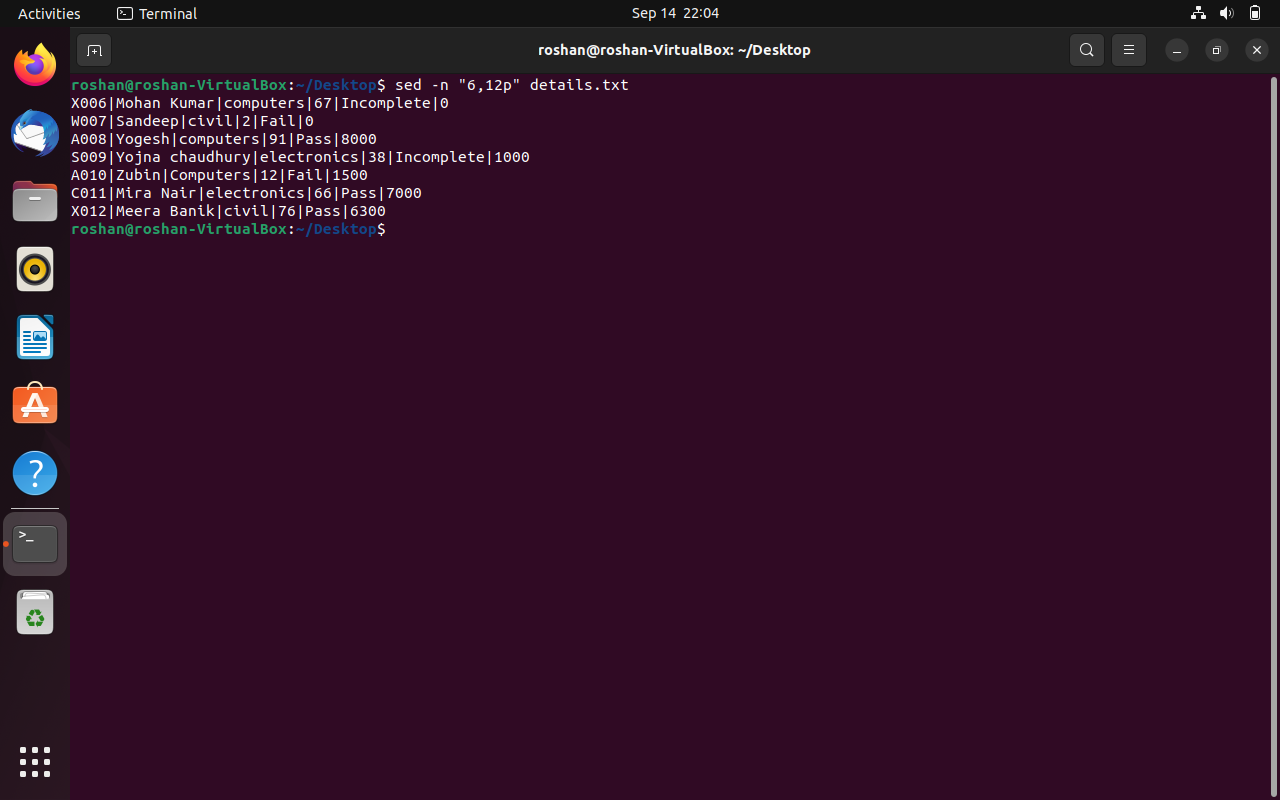 Activities Terminal Sep 14 22:04
roshan@roshan-VirtualBox: ~/Desktop
roshan@roshan-VirtualBox:~/Desktop$ sed -n "6,12p" details.txt
X006|Mohan Kumar|computers|67|Incomplete|0
W007|Sandeep|civil|2|Fail|0
A008|Yogesh|computers|91|Pass|8000
S009|Yojna chaudhury|electronics|38|Incomplete|1000
A010|Zubin|Computers|12|Fail|1500
C011|Mira Nair|electronics|66|Pass|7000
X012|Meera Banik|civil|76|Pass|6300
roshan@roshan-VirtualBox:~/Desktop$